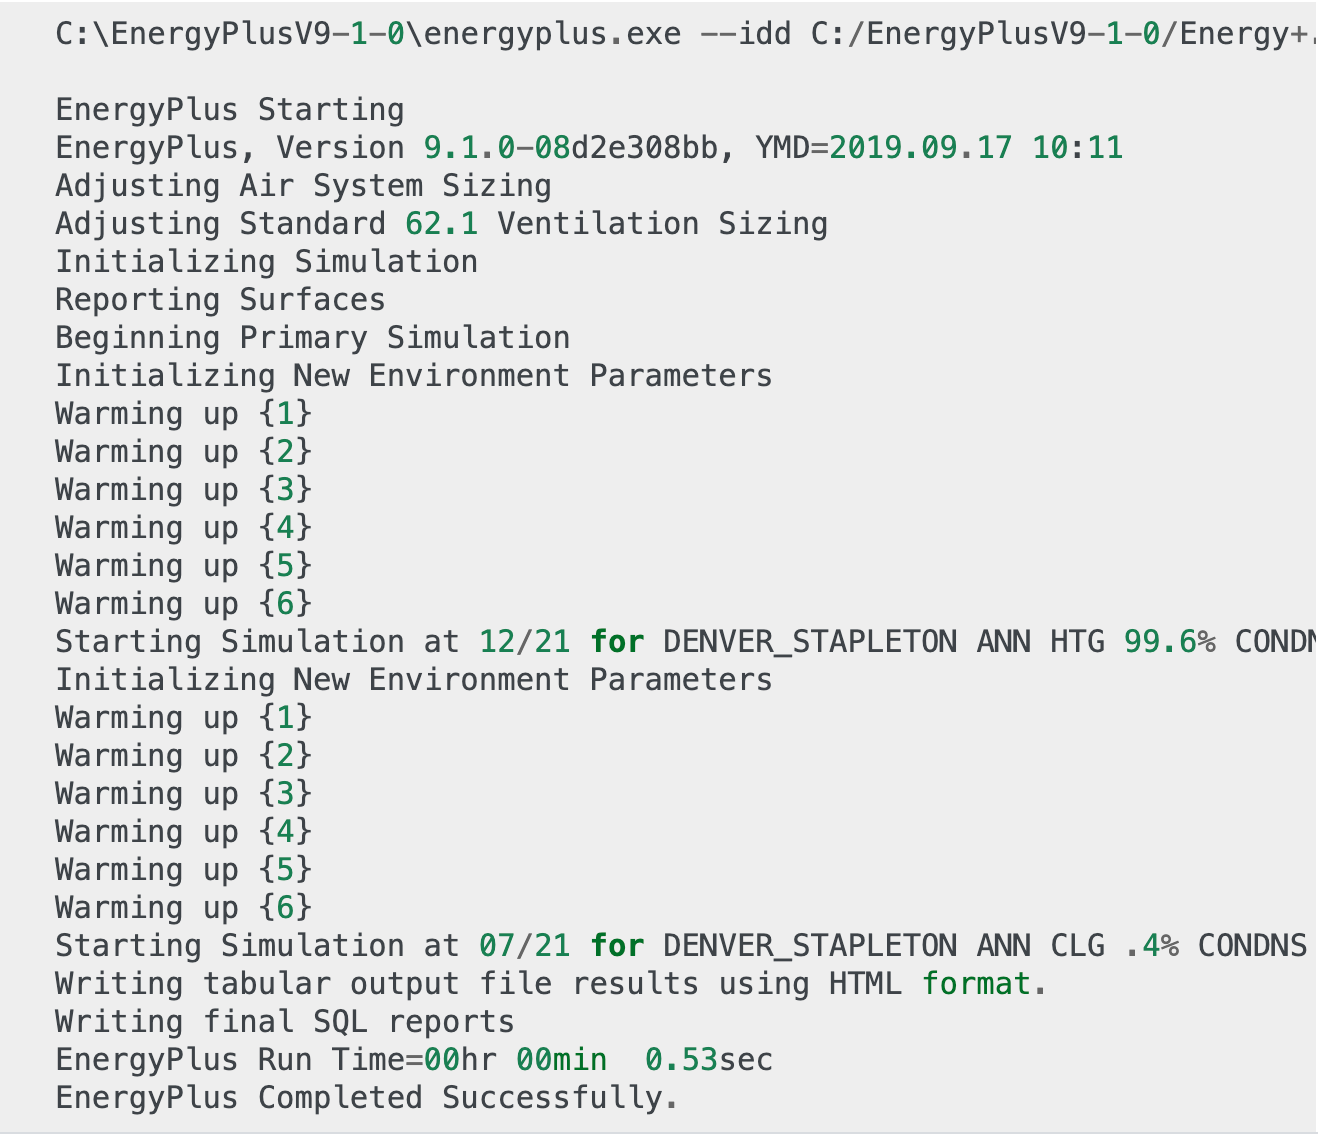 C:\EnergyPlusV9-1-0\energyplus.exe --idd C:/EnergyPlusV9-1-0/Energy+.
EnergyPlus Starting
EnergyPlus, Version 9.1.0-08d2e308bb, YMD=2019.09.17 10:11
Adjusting Air System Sizing
Adjusting Standard 62.1 Ventilation Sizing
Initializing Simulation
Reporting Surfaces
Beginning Primary Simulation
Initializing New Environment Parameters
Warming up {1}
Warming up {2}
Warming up {3}
Warming up {4}
Warming up {5}
Warming up {6}
Starting Simulation at 12/21 for DENVER_STAPLETON ANN HTG 99.6% CONDN
Initializing New Environment Parameters
Warming up {1}
Warming up {2}
Warming up {3}
Warming up {4}
Warming up {5}
Warming up {6}
Starting Simulation at 07/21 for DENVER_STAPLETON ANN CLG .4% CONDNS
Writing tabular output file results using HTML format.
Writing final SQL reports
EnergyPlus Run Time=00hr 00min  0.53sec
EnergyPlus Completed Successfully.